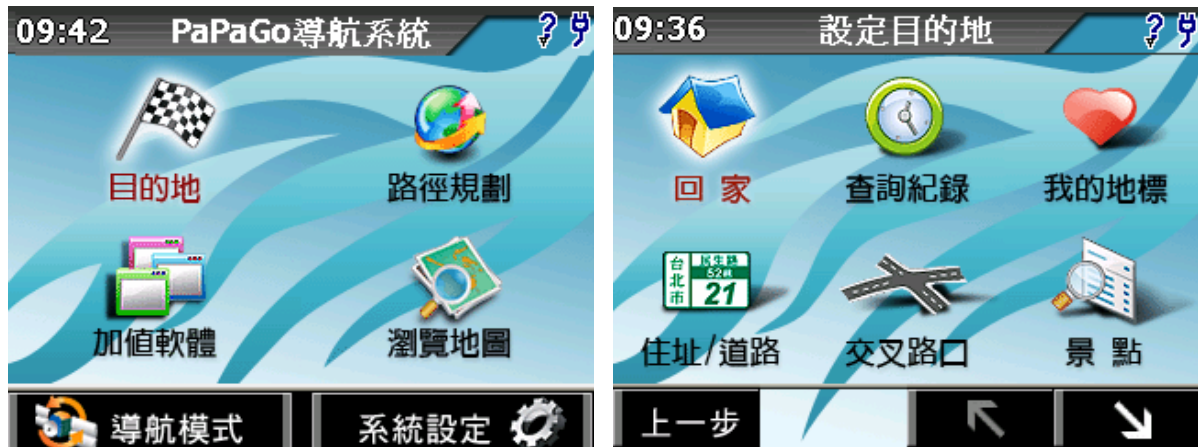 09:42 PaPaGo導航系統
目的地 路徑規劃
加值軟體 瀏覽地圖
導航模式 系統設定
09:36 設定目的地
回家 查詢紀錄 我的地標
台北市 民生路 52巷 21
住址/道路 交叉路口 景點
上一步